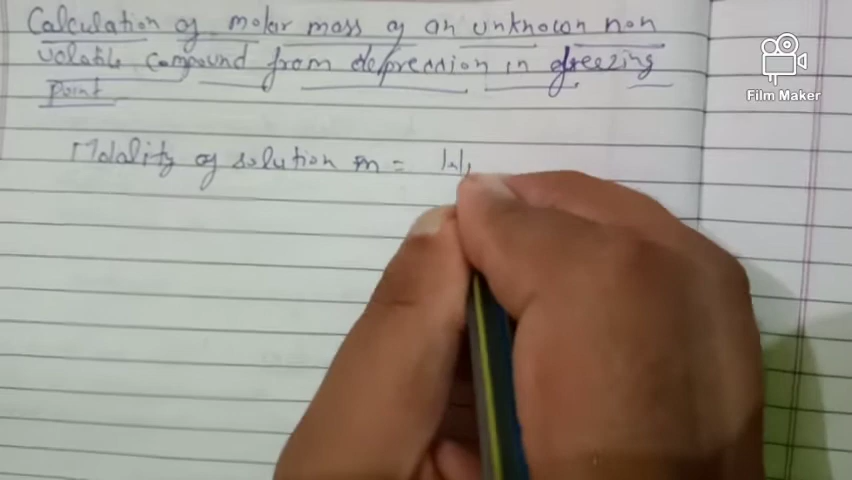 Calculation of molar mass of an unknown non
volatile compound from depression in freezing
point
Molality of solution m = W
Film Maker